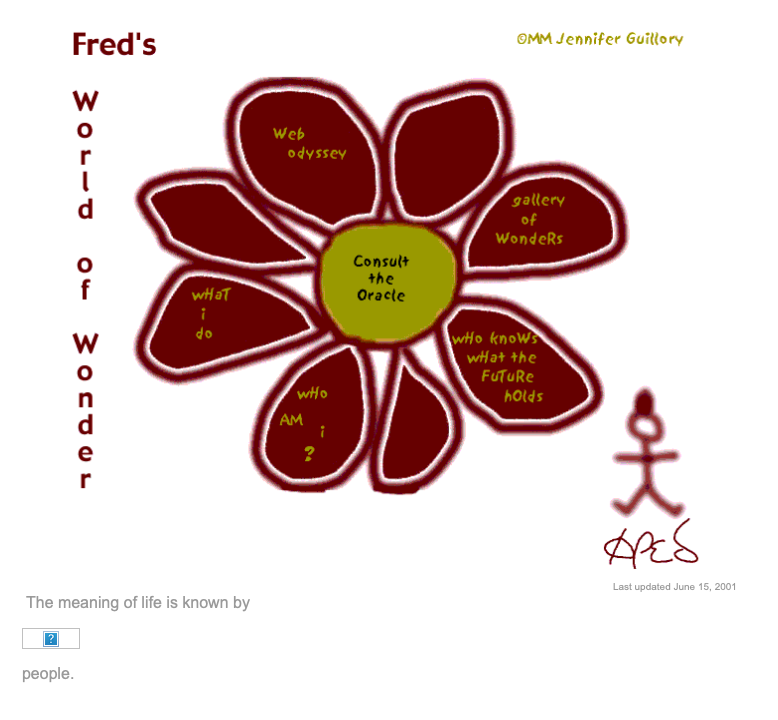 Fred's
©MM Jennifer Guillory
World of Wonder
Web
odyssey
gallery
of
WondeRs
Consult
the
Oracle
wHaT
i
do
wHo knoWs
wHat the
FuTuRe
hOlds
wHo
AM i
?
Last updated June 15, 2001
The meaning of life is known by
?
people.